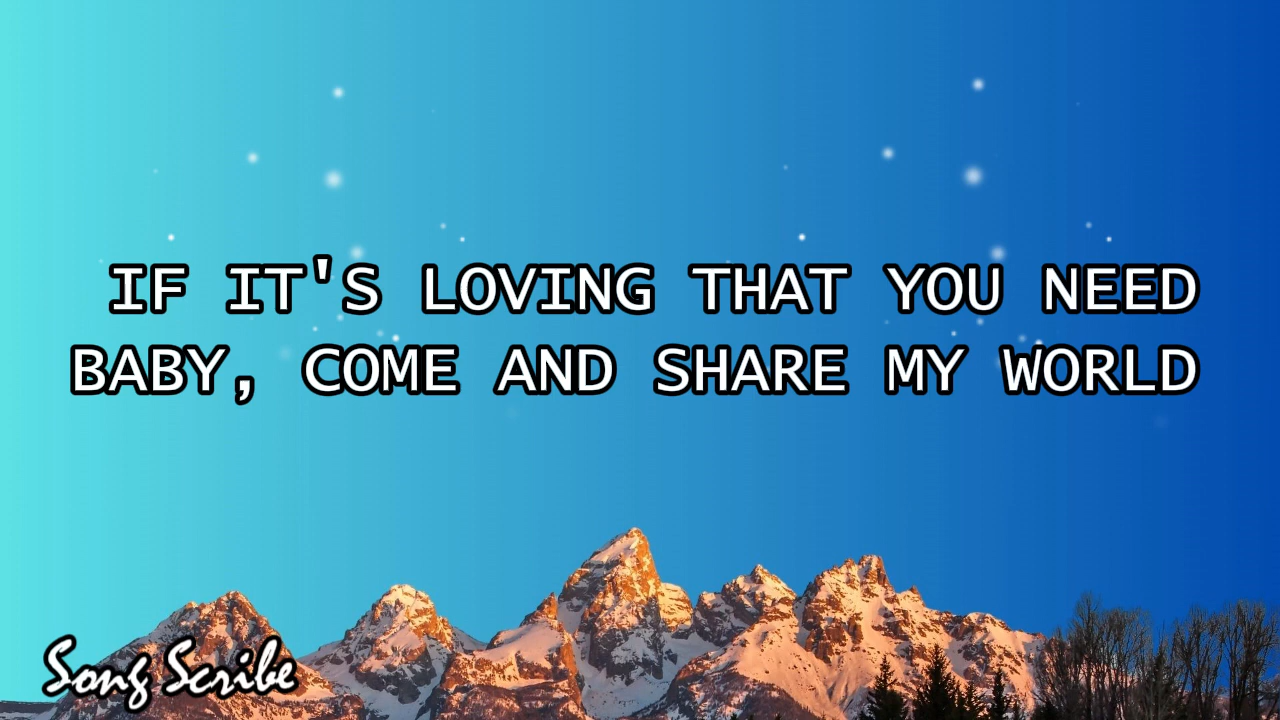 IF IT'S LOVING THAT YOU NEED
BABY, COME AND SHARE MY WORLD
Song Scribe